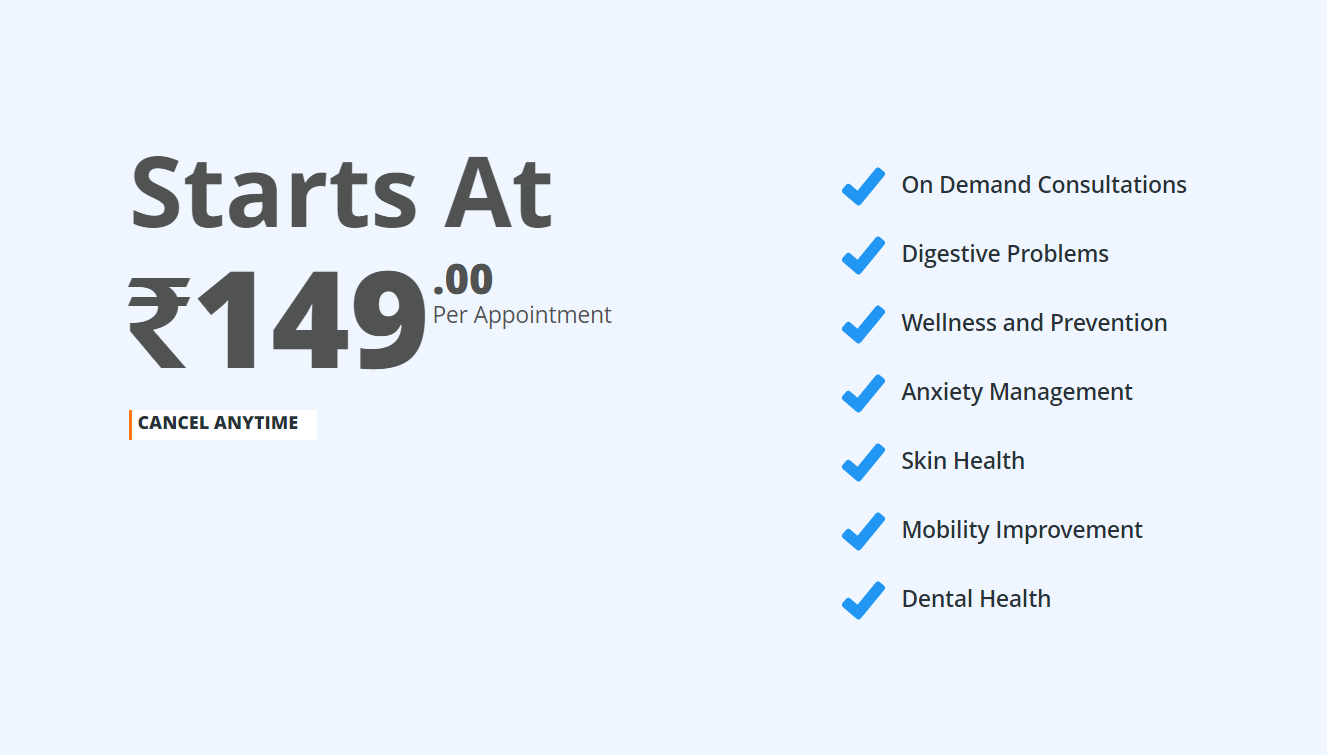 Starts At
₹149.00
Per Appointment
CANCEL ANYTIME
On Demand Consultations
Digestive Problems
Wellness and Prevention
Anxiety Management
Skin Health
Mobility Improvement
Dental Health